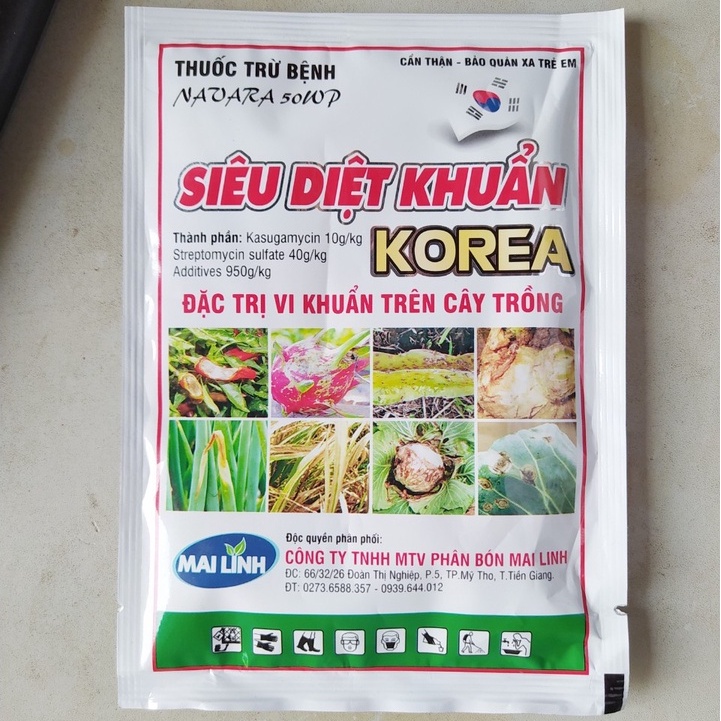 THUỐC TRỪ BỆNH
NAVARA 50WP
CẨN THẬN - BẢO QUẢN XA TRẺ EM
SIÊU DIỆT KHUẨN
KOREA
Thành phần: Kasugamycin 10g/kg
Streptomycin sulfate 40g/kg
Additives 950g/kg
ĐẶC TRỊ VI KHUẨN TRÊN CÂY TRỒNG
MAI LINH
Độc quyền phân phối:
CÔNG TY TNHH MTV PHÂN BÓN MAI LINH
ĐC: 66/32/26 Đoàn Thị Nghiệp, P.5, TP.Mỹ Tho, T.Tiền Giang.
ĐT: 0273.6588.357 - 0939.644.012